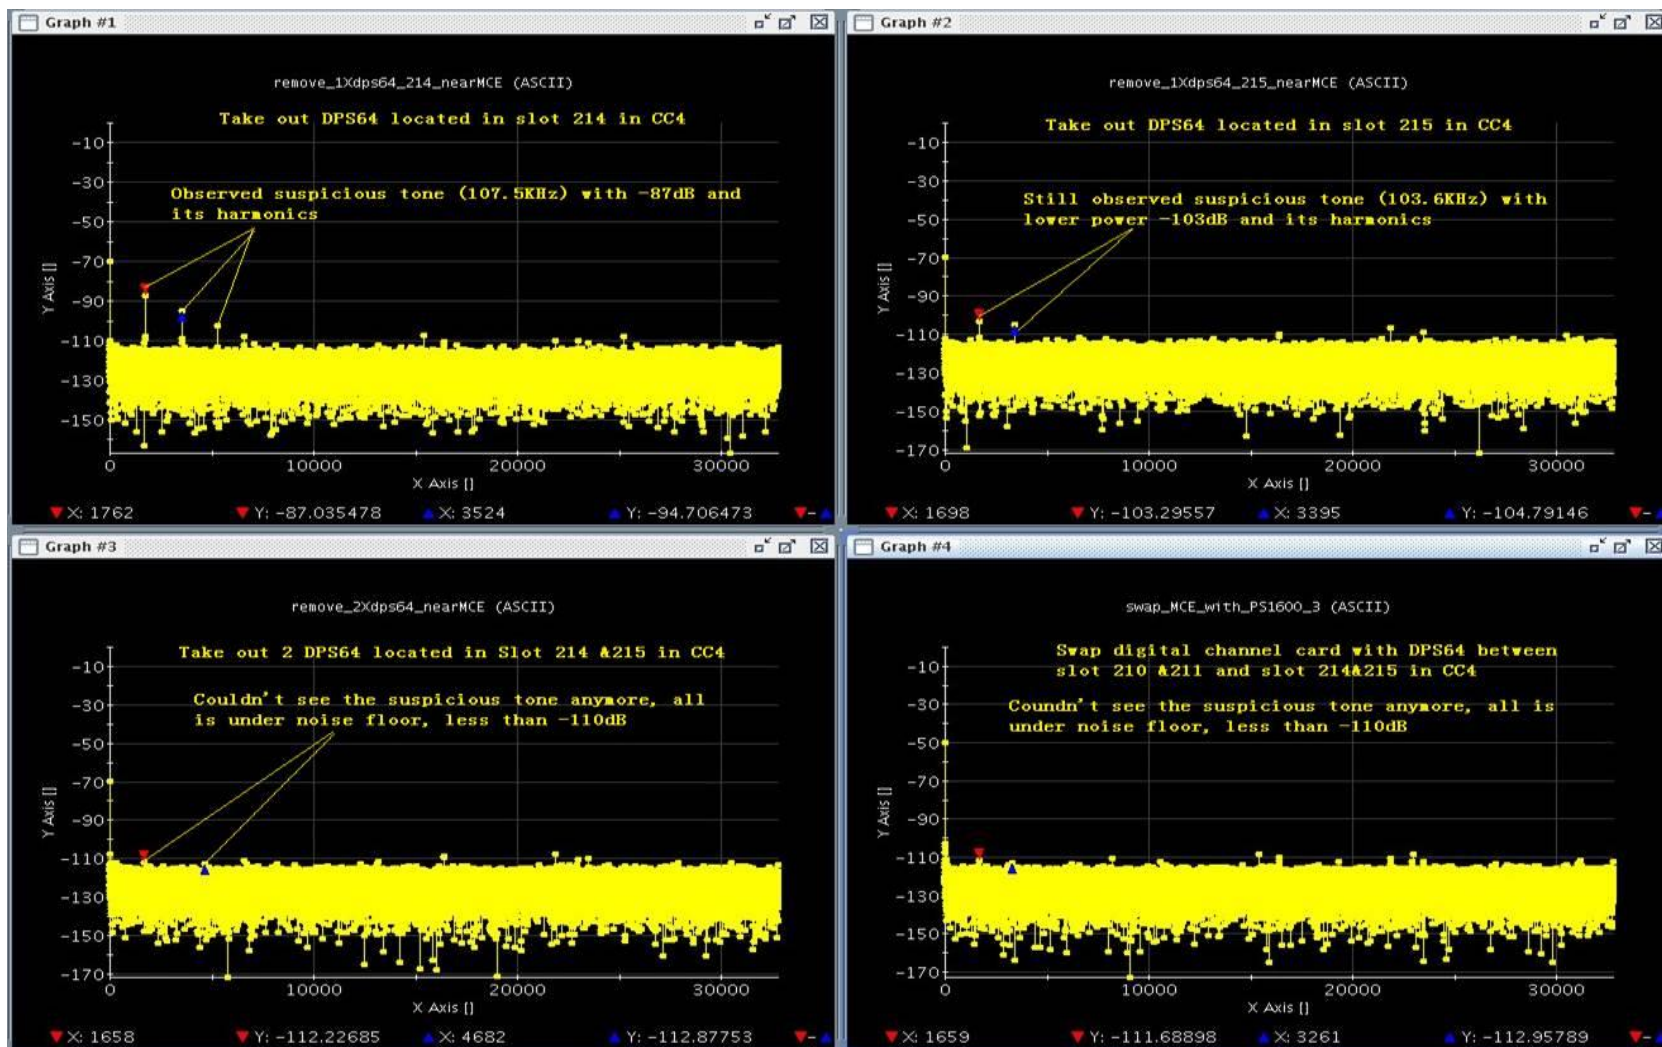 Graph #1
remove_1Xdps64_214_nearMCE (ASCII)
Take out DPS64 located in slot 214 in CC4
Observed suspicious tone (107.5KHz) with -87dB and
its harmonics
Y Axis []
-10
-30
-50
-70
-90
-110
-130
-150
0
10000
20000
30000
X Axis []
X: 1762
Y: -87.035478
X: 3524
Y: -94.706473
-
Graph #2
remove_1Xdps64_215_nearMCE (ASCII)
Take out DPS64 located in slot 215 in CC4
Still observed suspicious tone (103.6KHz) with
lower power -103dB and its harmonics
Y Axis []
-10
-30
-50
-70
-90
-110
-130
-150
-170
0
10000
20000
30000
X Axis []
X: 1698
Y: -103.29557
X: 3395
Y: -104.79146
-
Graph #3
remove_2Xdps64_nearMCE (ASCII)
Take out 2 DPS64 located in Slot 214 &215 in CC4
Couldn't see the suspicious tone anymore, all
is under noise floor, less than -110dB
Y Axis []
-10
-30
-50
-70
-90
-110
-130
-150
-170
0
10000
20000
30000
X Axis []
X: 1658
Y: -112.22685
X: 4682
Y: -112.87753
-
Graph #4
swap_MCE_with_PS1600_3 (ASCII)
Swap digital channel card with DPS64 between
slot 210 &211 and slot 214&215 in CC4
Coundn't see the suspicious tone anymore, all is
under noise floor, less than -110dB
Y Axis []
-10
-30
-50
-70
-90
-110
-130
-150
-170
0
10000
20000
30000
X Axis []
X: 1659
Y: -111.68898
X: 3261
Y: -112.95789
-